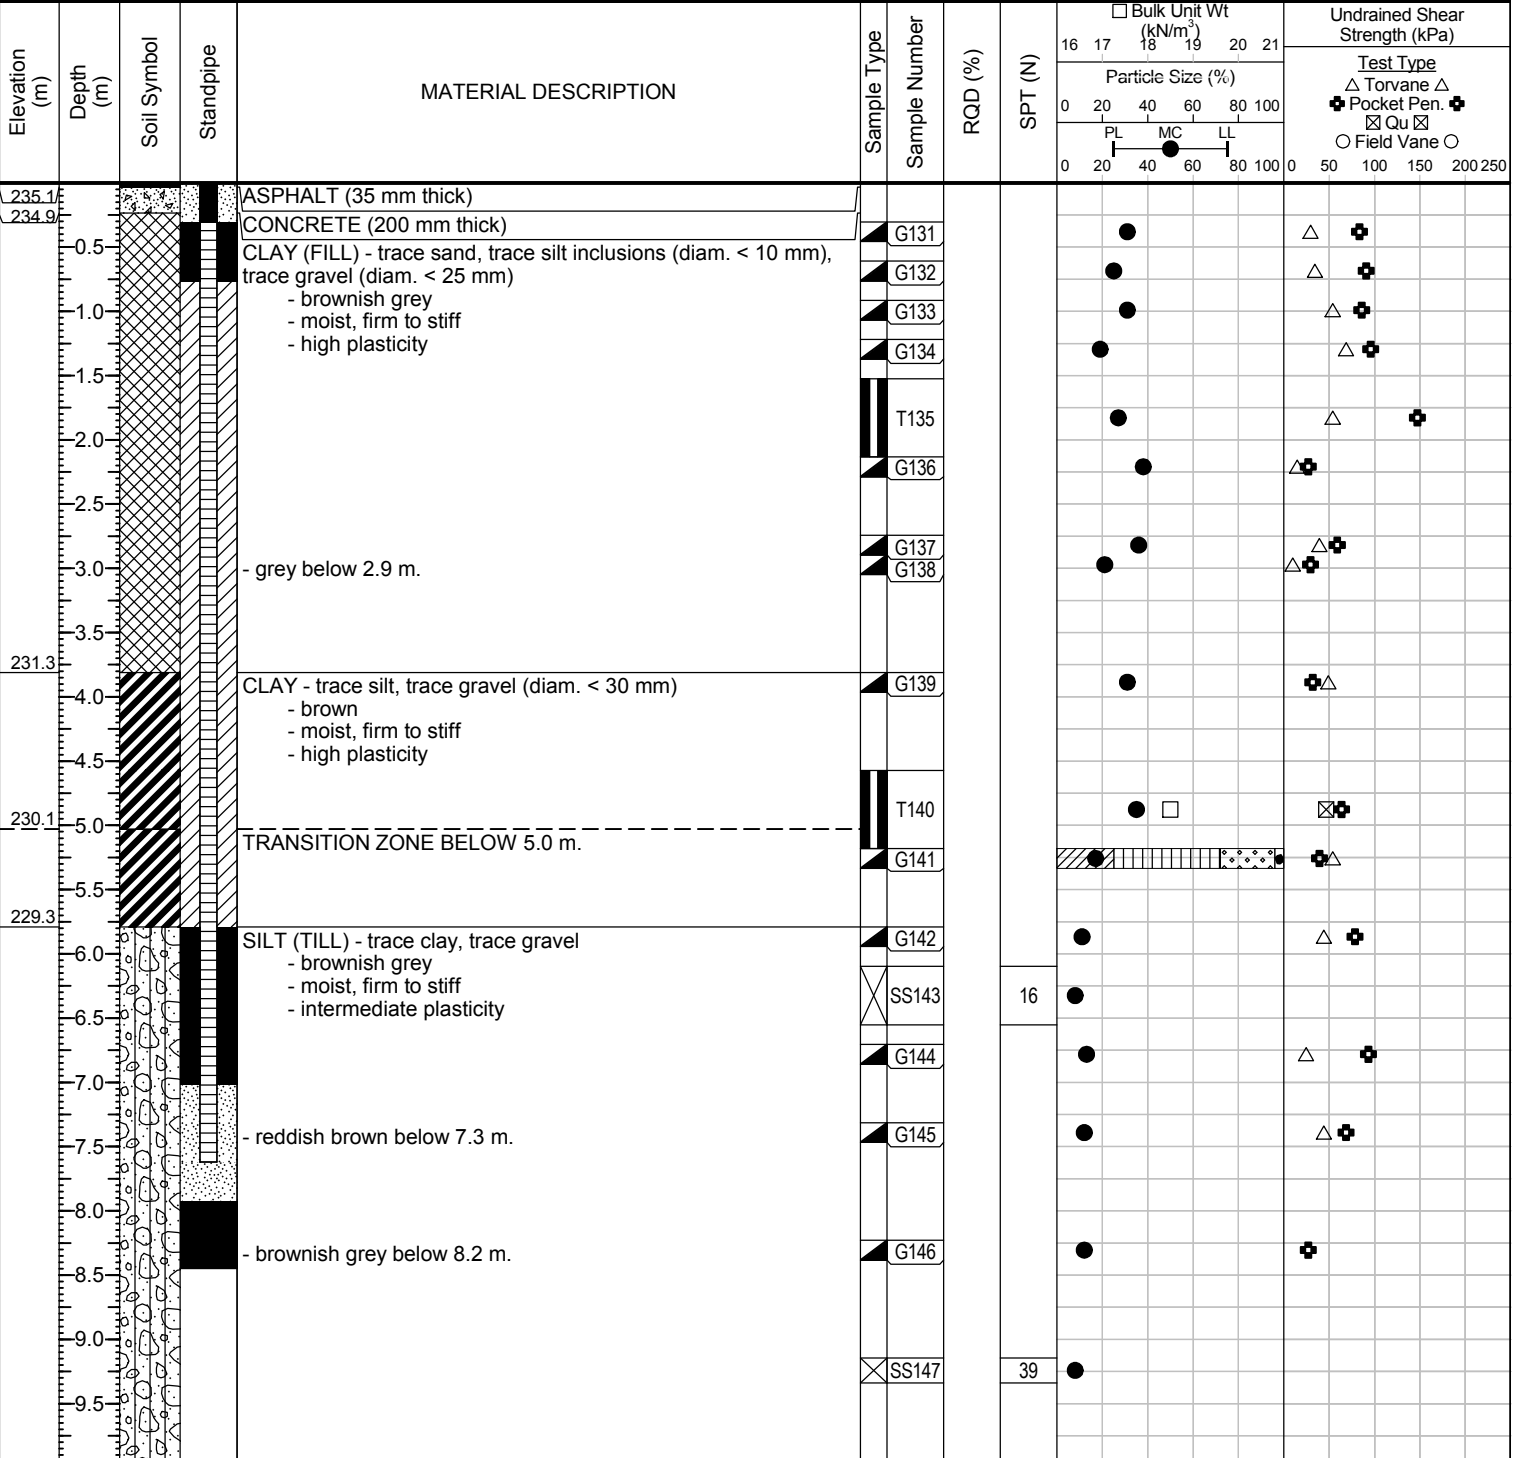 Elevation
(m)
Depth
(m)
Soil Symbol
Standpipe
MATERIAL DESCRIPTION
Sample Type
Sample Number
RQD (%)
SPT (N)
Bulk Unit Wt
(kN/m³)
16 17 18 19 20 21
Particle Size (%)
0 20 40 60 80 100
PL MC LL
0 20 40 60 80 100
Undrained Shear
Strength (kPa)
Test Type
Torvane
Pocket Pen.
Qu
Field Vane
0 50 100 150 200 250
235.1
ASPHALT (35 mm thick)
234.9
CONCRETE (200 mm thick)
G131
0.5
CLAY (FILL) - trace sand, trace silt inclusions (diam. < 10 mm),
trace gravel (diam. < 25 mm)
G132
- brownish grey
1.0
G133
- moist, firm to stiff
- high plasticity
G134
1.5
T135
2.0
G136
2.5
G137
3.0
- grey below 2.9 m.
G138
3.5
231.3
CLAY - trace silt, trace gravel (diam. < 30 mm)
G139
4.0
- brown
- moist, firm to stiff
- high plasticity
4.5
T140
230.1
5.0
TRANSITION ZONE BELOW 5.0 m.
G141
5.5
229.3
SILT (TILL) - trace clay, trace gravel
G142
6.0
- brownish grey
- moist, firm to stiff
SS143
16
- intermediate plasticity
6.5
G144
7.0
- reddish brown below 7.3 m.
G145
7.5
8.0
- brownish grey below 8.2 m.
G146
8.5
9.0
SS147
39
9.5